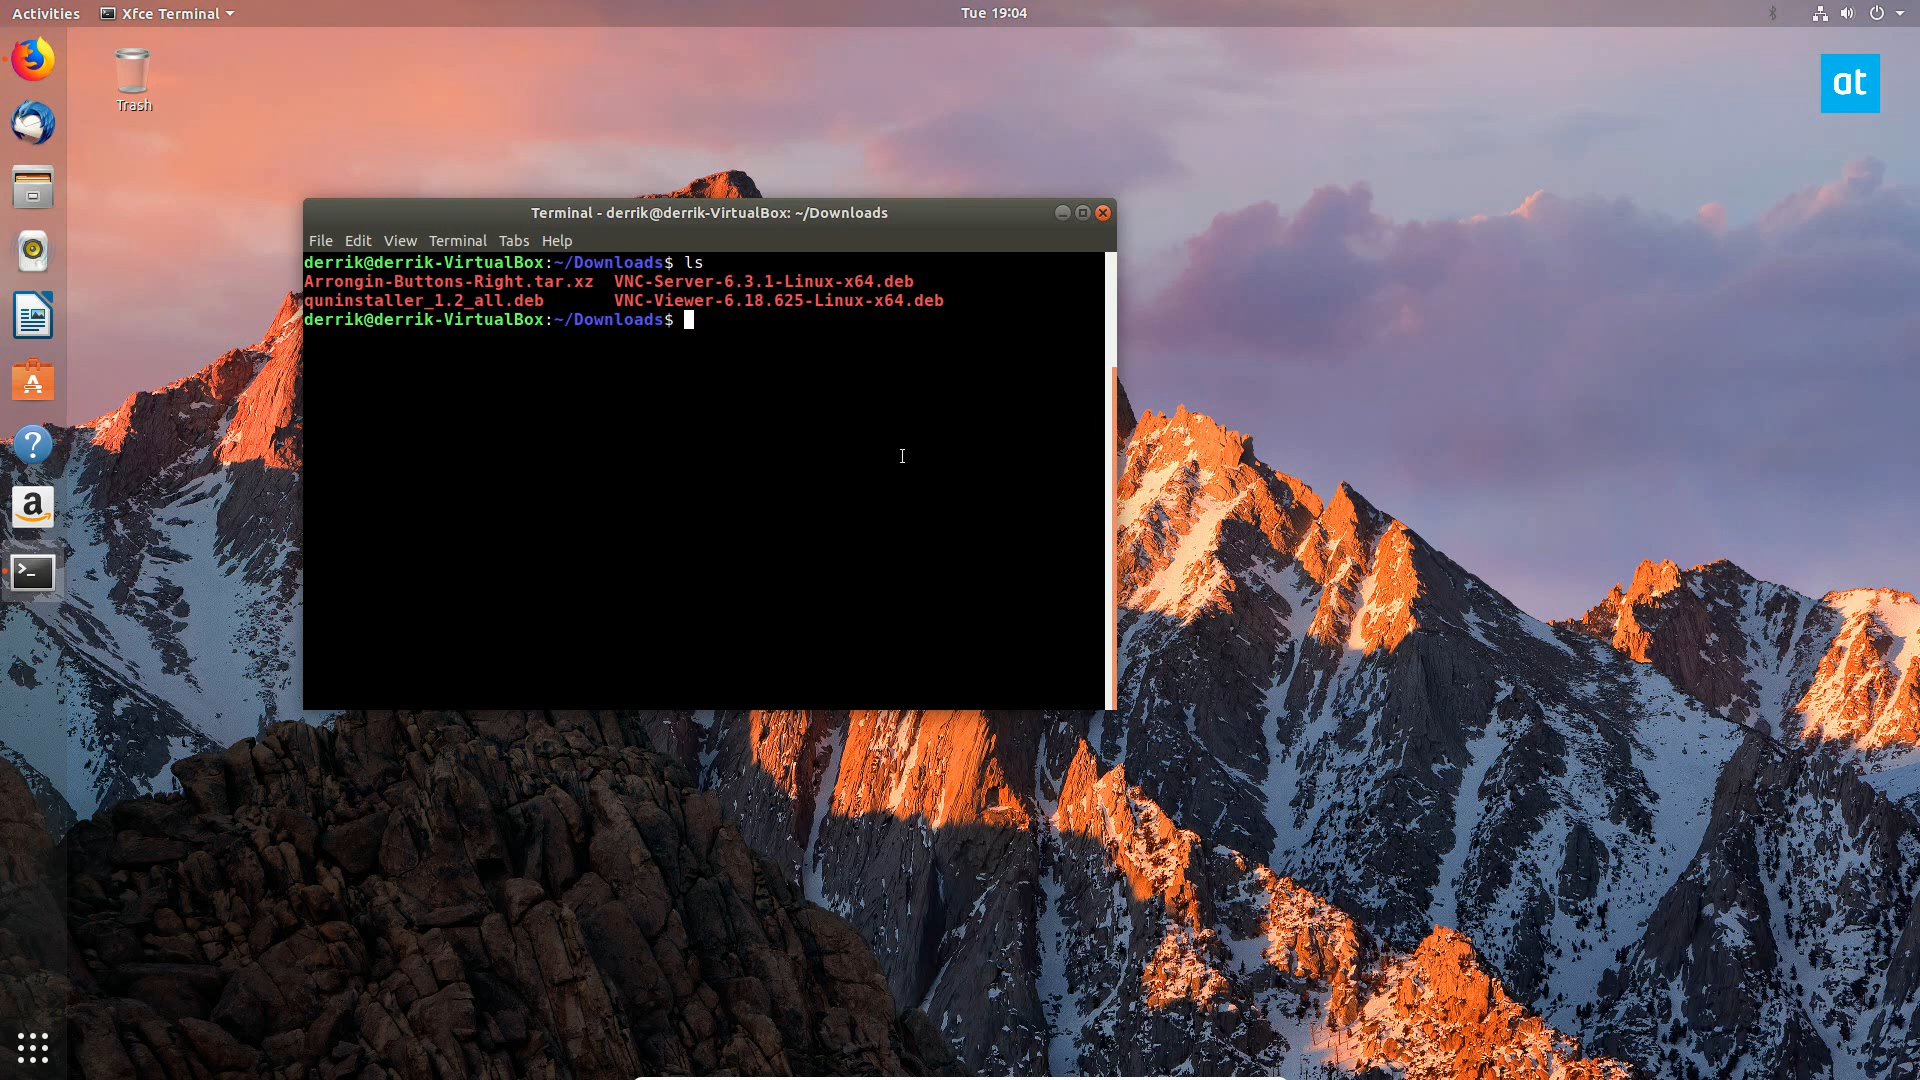 Activities Xfce Terminal Tue 19:04
Trash
at
Terminal - derrik@derrik-VirtualBox: ~/Downloads
File Edit View Terminal Tabs Help
derrik@derrik-VirtualBox:~/Downloads$ ls
Arrongin-Buttons-Right.tar.xz VNC-Server-6.3.1-Linux-x64.deb
quninstaller_1.2_all.deb VNC-Viewer-6.18.625-Linux-x64.deb
derrik@derrik-VirtualBox:~/Downloads$